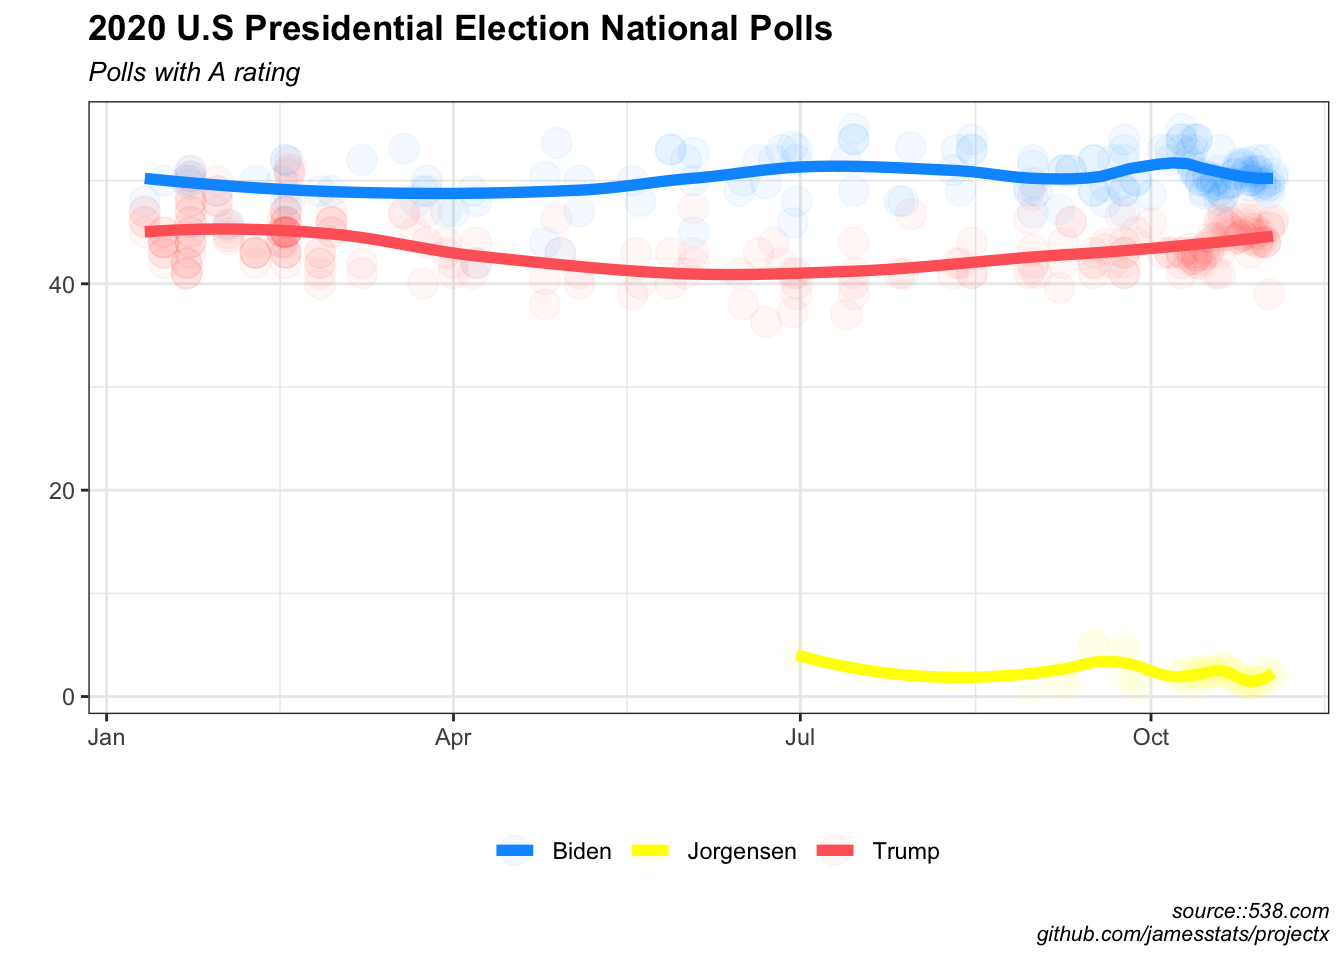 2020 U.S Presidential Election National Polls
Polls with A rating
40
20
0
Jan Apr Jul Oct
Biden Jorgensen Trump
source::538.com
github.com/jamesstats/projectx